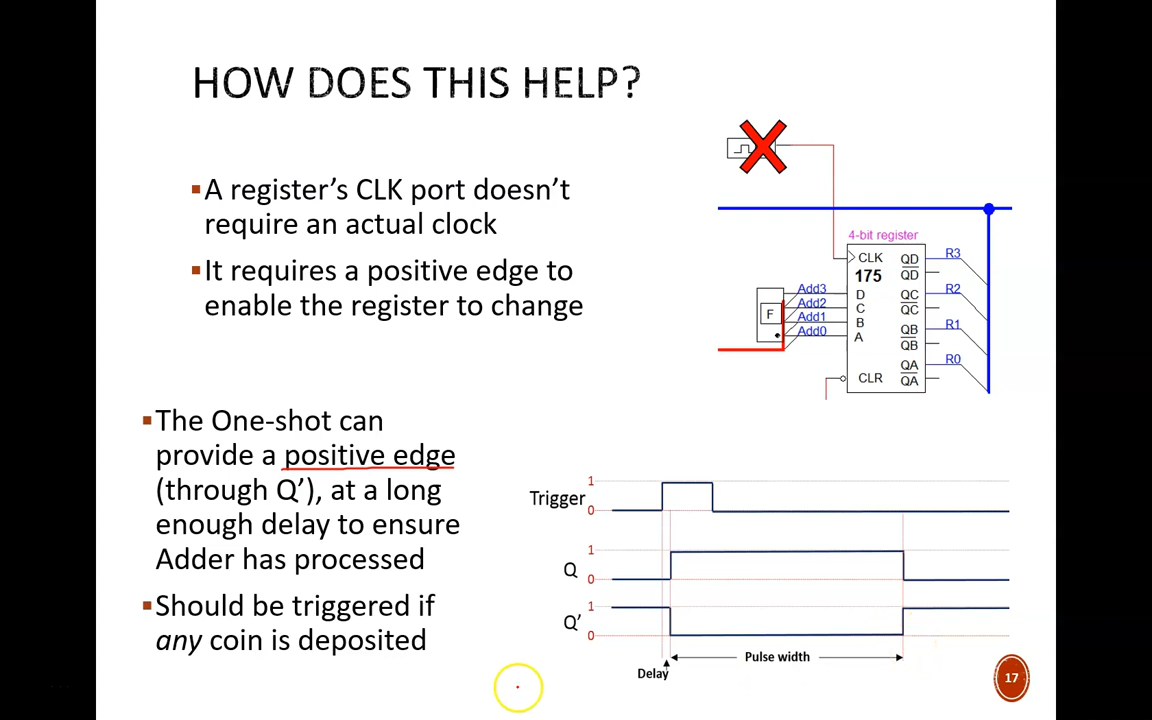 HOW DOES THIS HELP?
▪A register's CLK port doesn't
require an actual clock
▪It requires a positive edge to
enable the register to change
▪The One-shot can
provide a positive edge
(through Q'), at a long
enough delay to ensure
Adder has processed
▪Should be triggered if
any coin is deposited
4-bit register
CLK QD R3
175 QD
Add3 D QC R2
Add2 C QC
Add1 B QB R1
Add0 A QB
F
QA R0
CLR QA
Trigger 1
0
Q 1
0
Q' 1
0
Pulse width
Delay
17